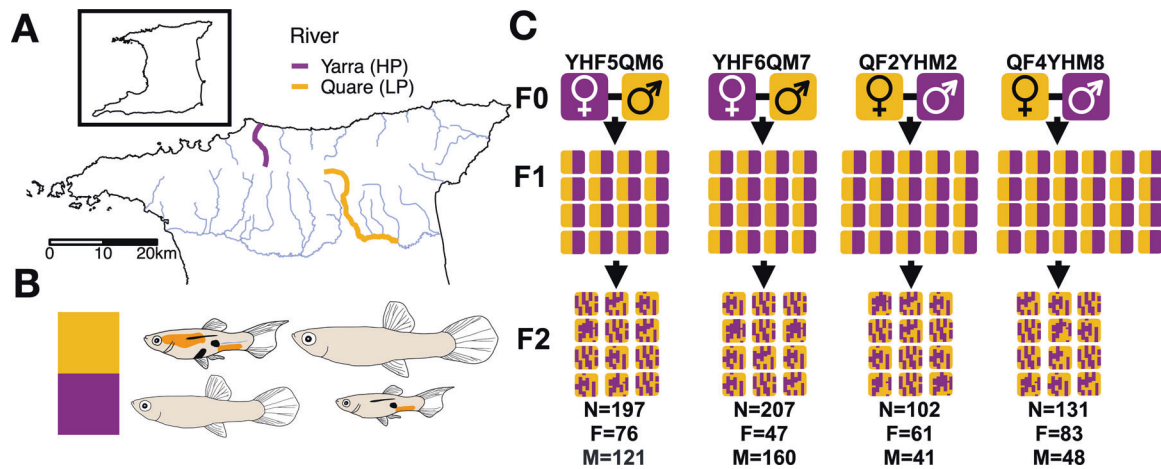 A
River
Yarra (HP)
Quare (LP)
0 10 20km
B
C
YHF5QM6 YHF6QM7 QF2YHM2 QF4YHM8
F0
F1
F2
N=197 N=207 N=102 N=131
F=76 F=47 F=61 F=83
M=121 M=160 M=41 M=48